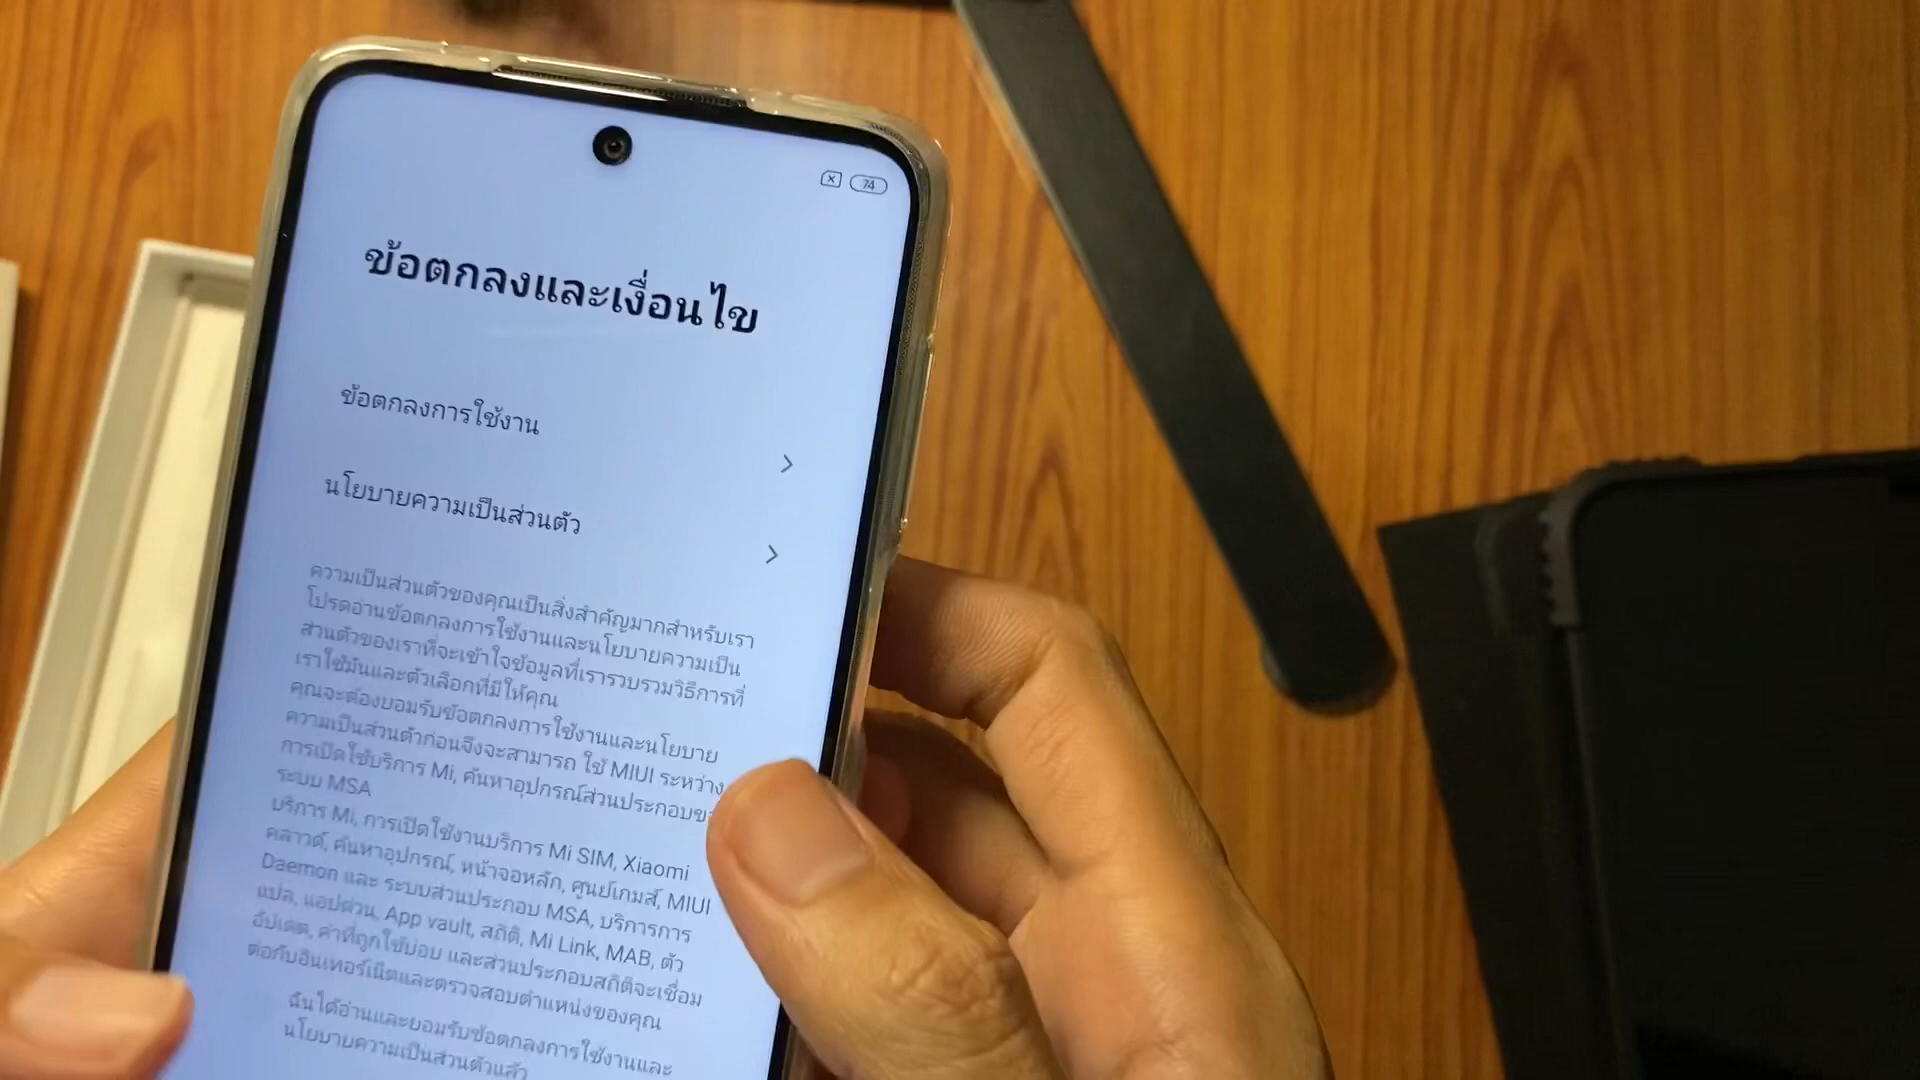 74
ข้อตกลงและเงื่อนไข
ข้อตกลงการใช้งาน
นโยบายความเป็นส่วนตัว
ความเป็นส่วนตัวของคุณเป็นสิ่งสำคัญมากสำหรับเรา
โปรดอ่านข้อตกลงการใช้งานและนโยบายความเป็น
ส่วนตัวของเราที่จะเข้าใจข้อมูลที่เรารวบรวมวิธีการที่
เราใช้มันและตัวเลือกที่มีให้คุณ
คุณจะต้องยอมรับข้อตกลงการใช้งานและนโยบาย
ความเป็นส่วนตัวก่อนจึงจะสามารถ ใช้ MIUI ระหว่าง
การเปิดใช้บริการ Mi, ค้นหาอุปกรณ์ส่วนประกอบ
ระบบ MSA
บริการ Mi, การเปิดใช้งานบริการ Mi SIM, Xiaomi
คลาวด์, ค้นหาอุปกรณ์, หน้าจอหลัก, ศูนย์เกมส์, MIUI
Daemon และ ระบบส่วนประกอบ MSA, บริการการ
แปล, แอปด่วน, App vault, สถิติ, Mi Link, MAB, ตัว
อัปเดต, ค่าที่ถูกใช้บ่อย และส่วนประกอบสถิติจะเชื่อม
ต่อกับอินเทอร์เน็ตและตรวจสอบตำแหน่งของคุณ
ฉันได้อ่านและยอมรับข้อตกลงการใช้งานและ
นโยบายความเป็นส่วนตัวแล้ว